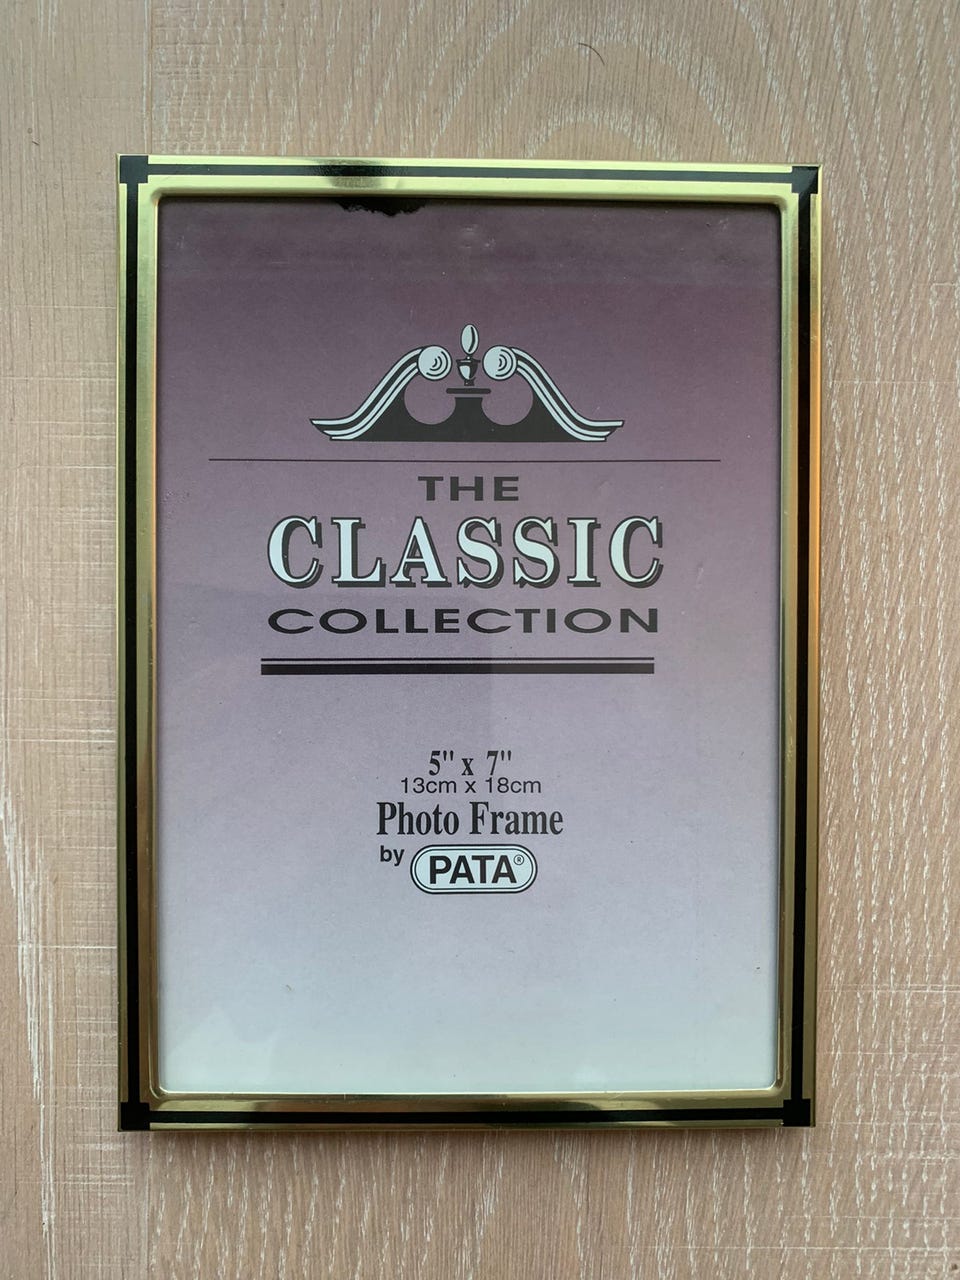 THE
CLASSIC
COLLECTION
5" x 7"
13cm x 18cm
Photo Frame
by PATA®